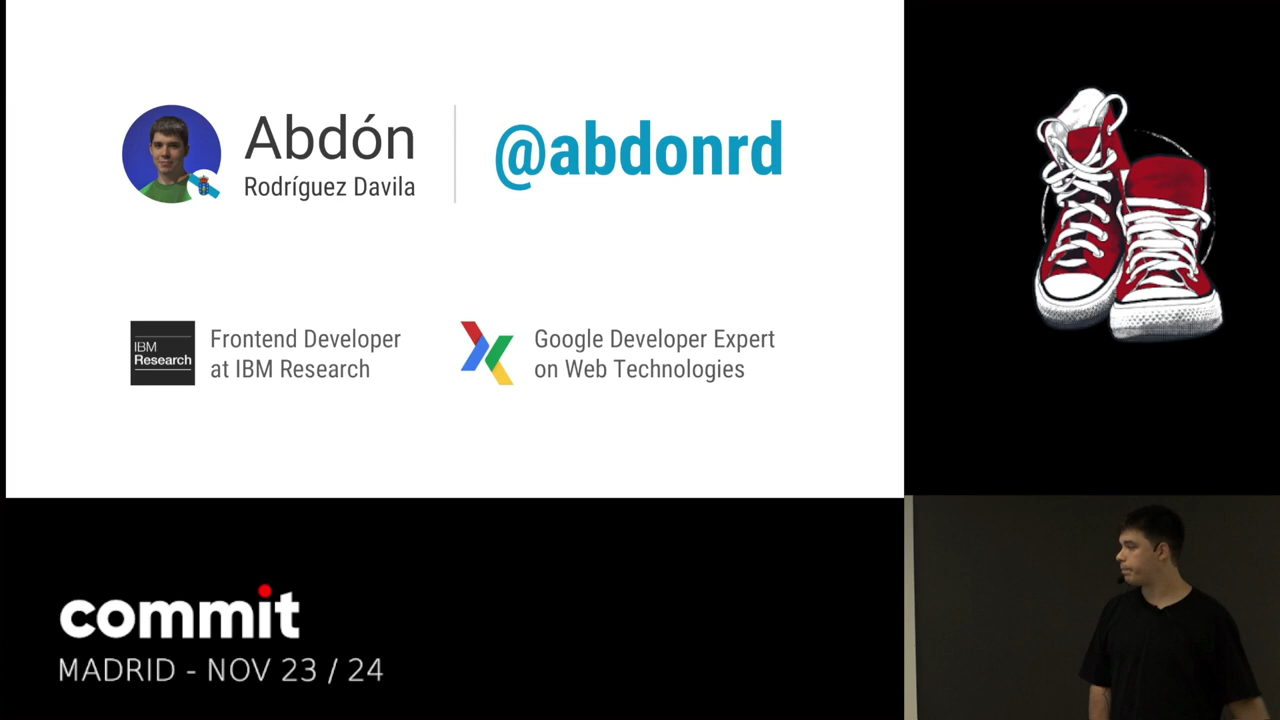 Abdón
Rodríguez Davila
@abdonrd
IBM
Research
Frontend Developer
at IBM Research
Google Developer Expert
on Web Technologies
commit
MADRID - NOV 23 / 24